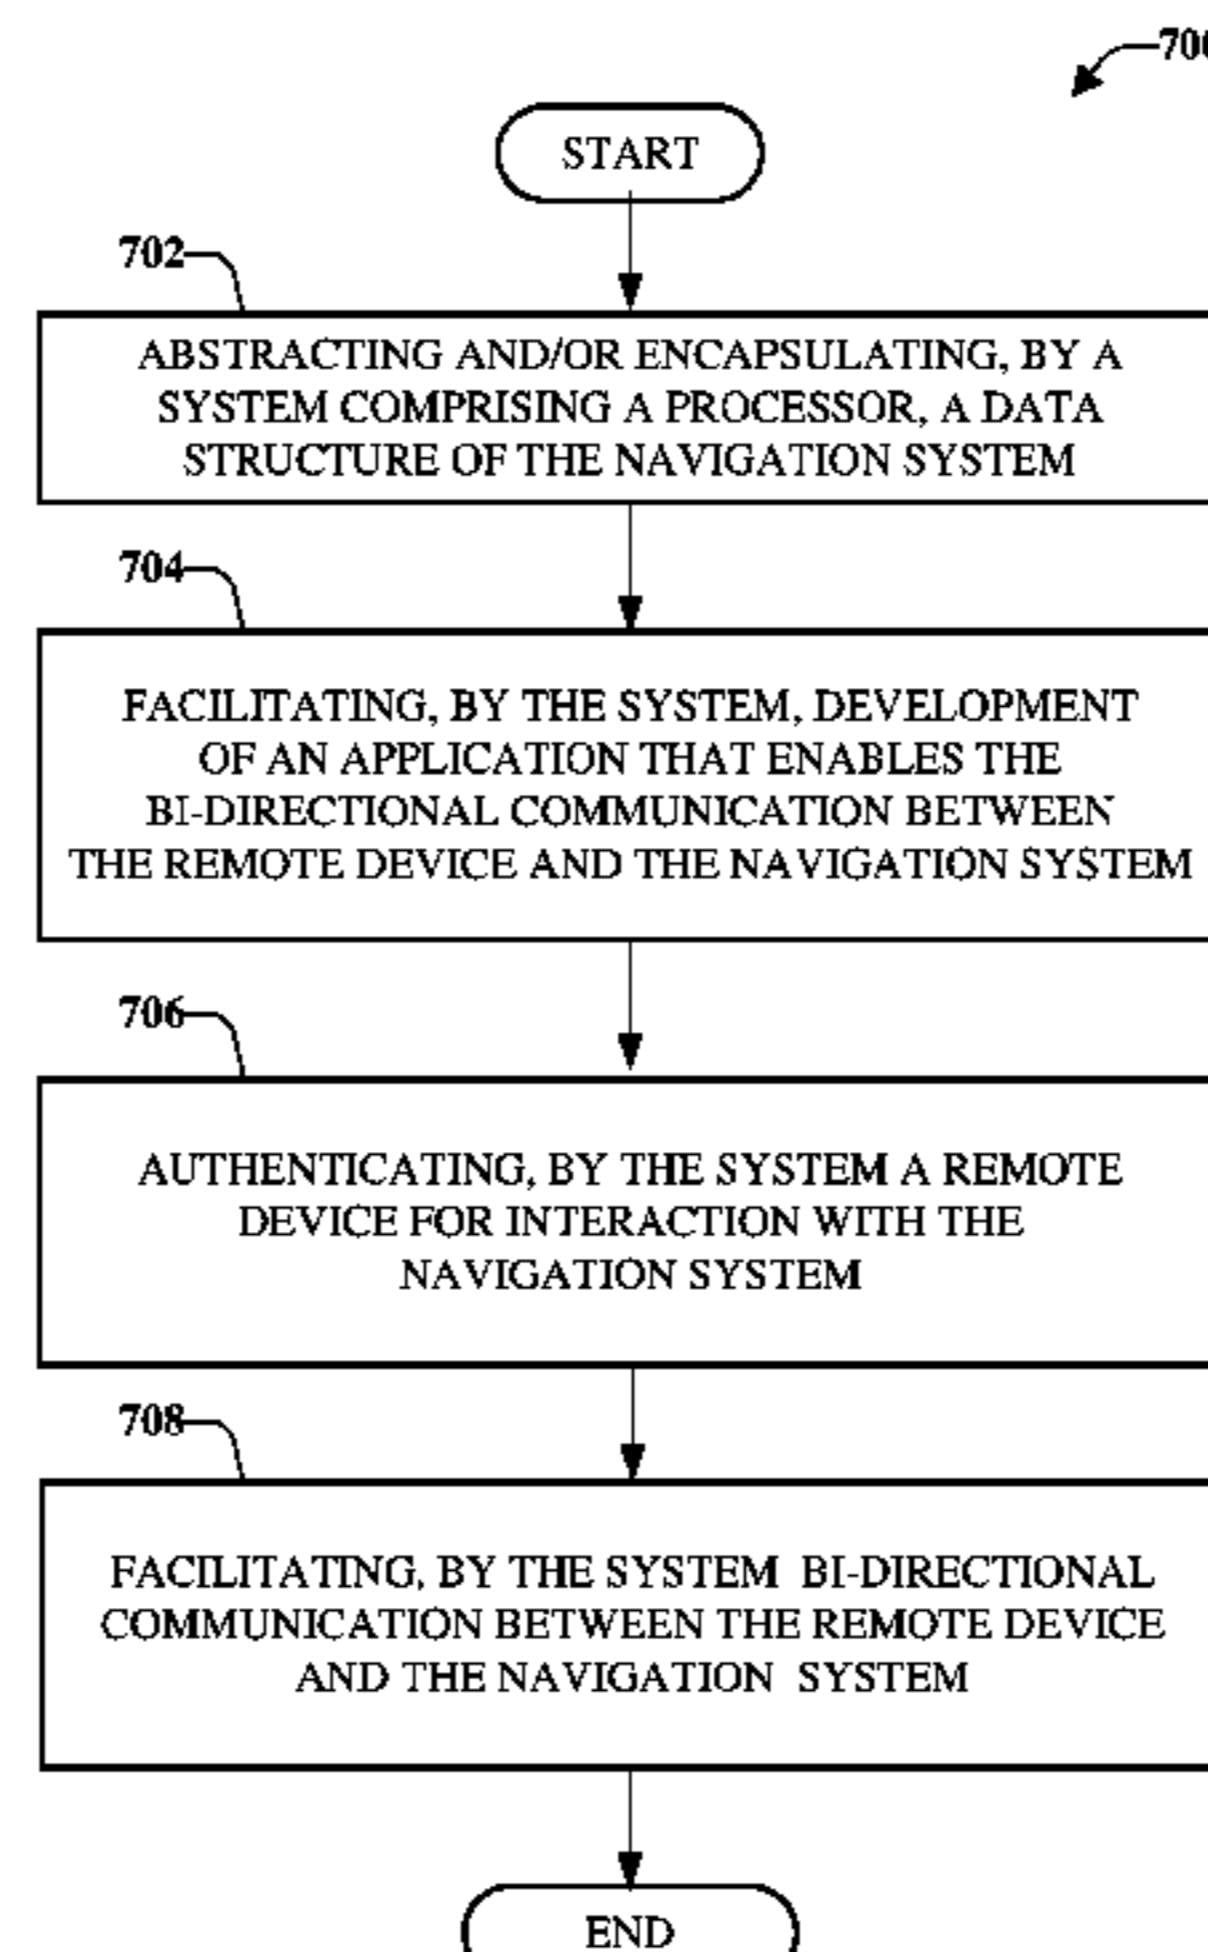 700
START
702
ABSTRACTING AND/OR ENCAPSULATING, BY A
SYSTEM COMPRISING A PROCESSOR, A DATA
STRUCTURE OF THE NAVIGATION SYSTEM
704
FACILITATING, BY THE SYSTEM, DEVELOPMENT
OF AN APPLICATION THAT ENABLES THE
BI-DIRECTIONAL COMMUNICATION BETWEEN
THE REMOTE DEVICE AND THE NAVIGATION SYSTEM
706
AUTHENTICATING, BY THE SYSTEM A REMOTE
DEVICE FOR INTERACTION WITH THE
NAVIGATION SYSTEM
708
FACILITATING, BY THE SYSTEM BI-DIRECTIONAL
COMMUNICATION BETWEEN THE REMOTE DEVICE
AND THE NAVIGATION SYSTEM
END